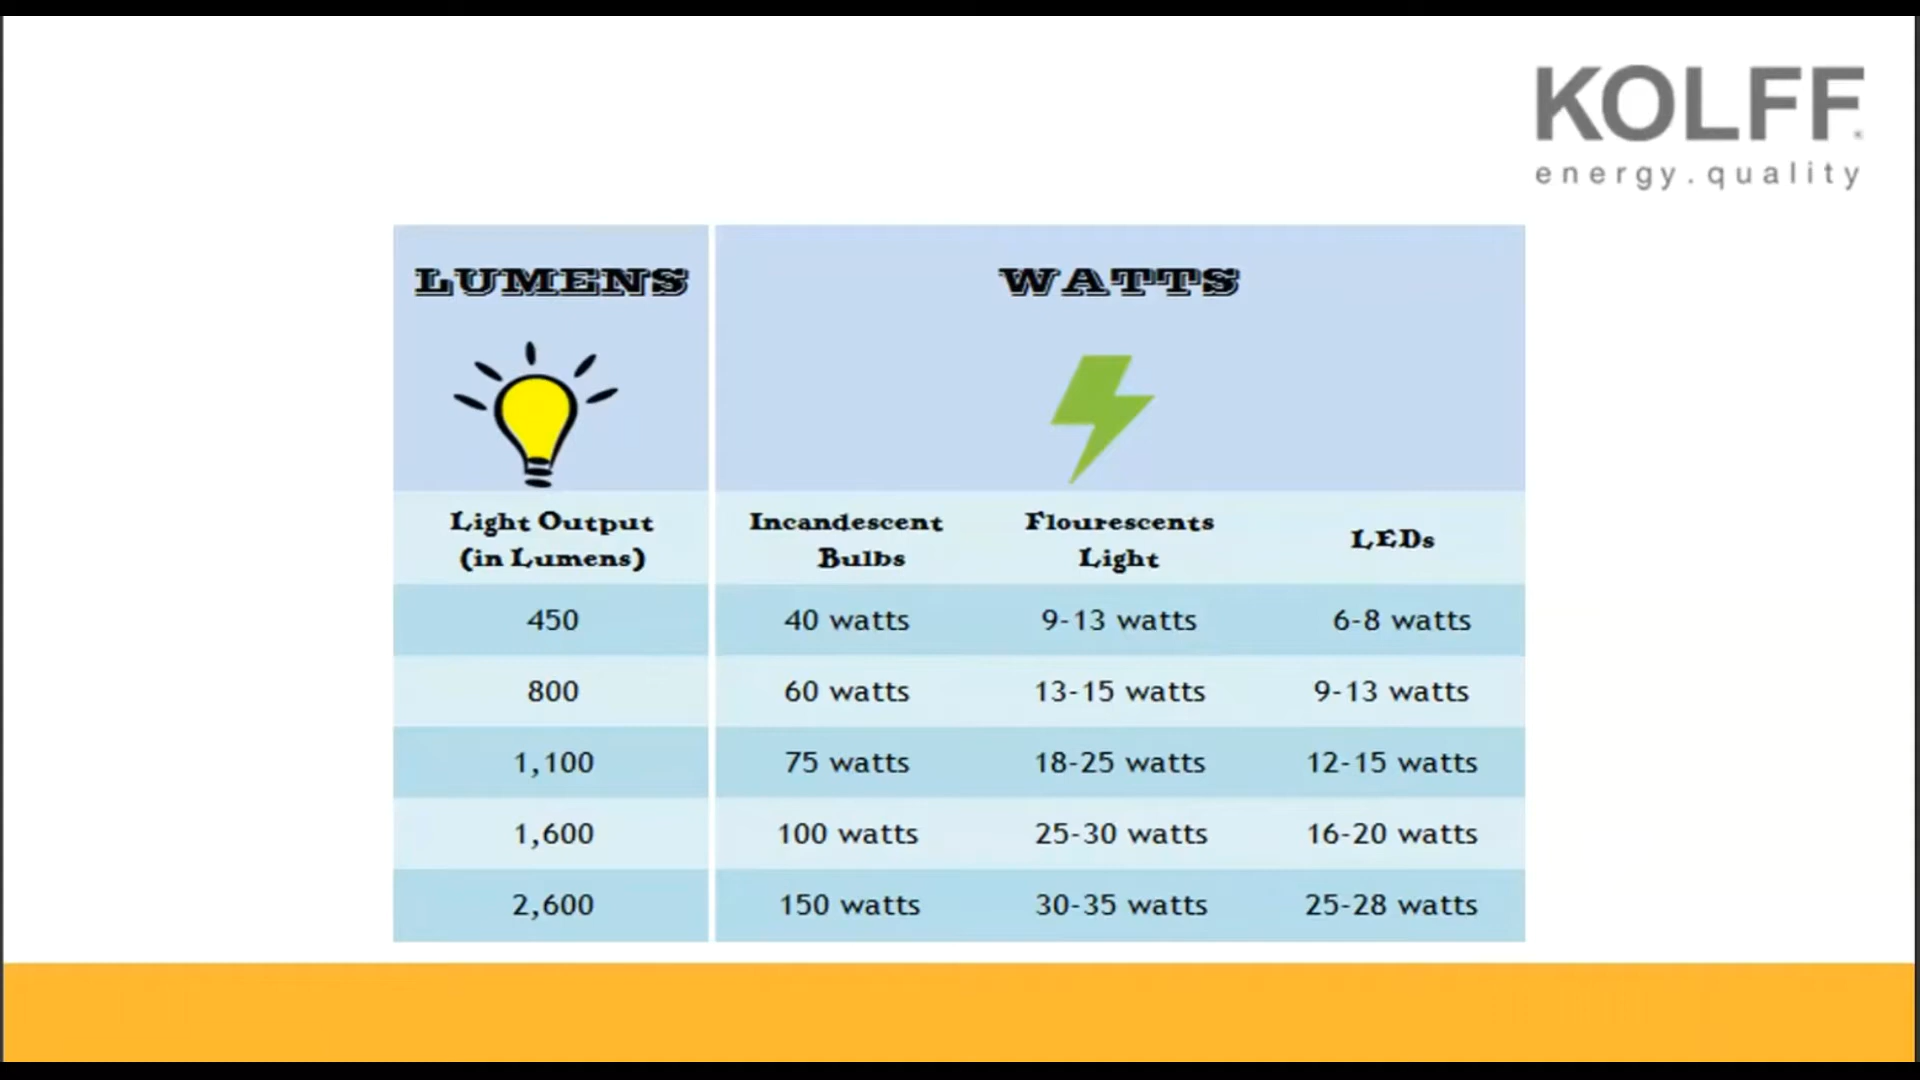 KOLFF
energy.quality
LUMENS WATTS
Light Output (in Lumens) Incandescent Bulbs Flourescents Light LEDs
450 40 watts 9-13 watts 6-8 watts
800 60 watts 13-15 watts 9-13 watts
1,100 75 watts 18-25 watts 12-15 watts
1,600 100 watts 25-30 watts 16-20 watts
2,600 150 watts 30-35 watts 25-28 watts